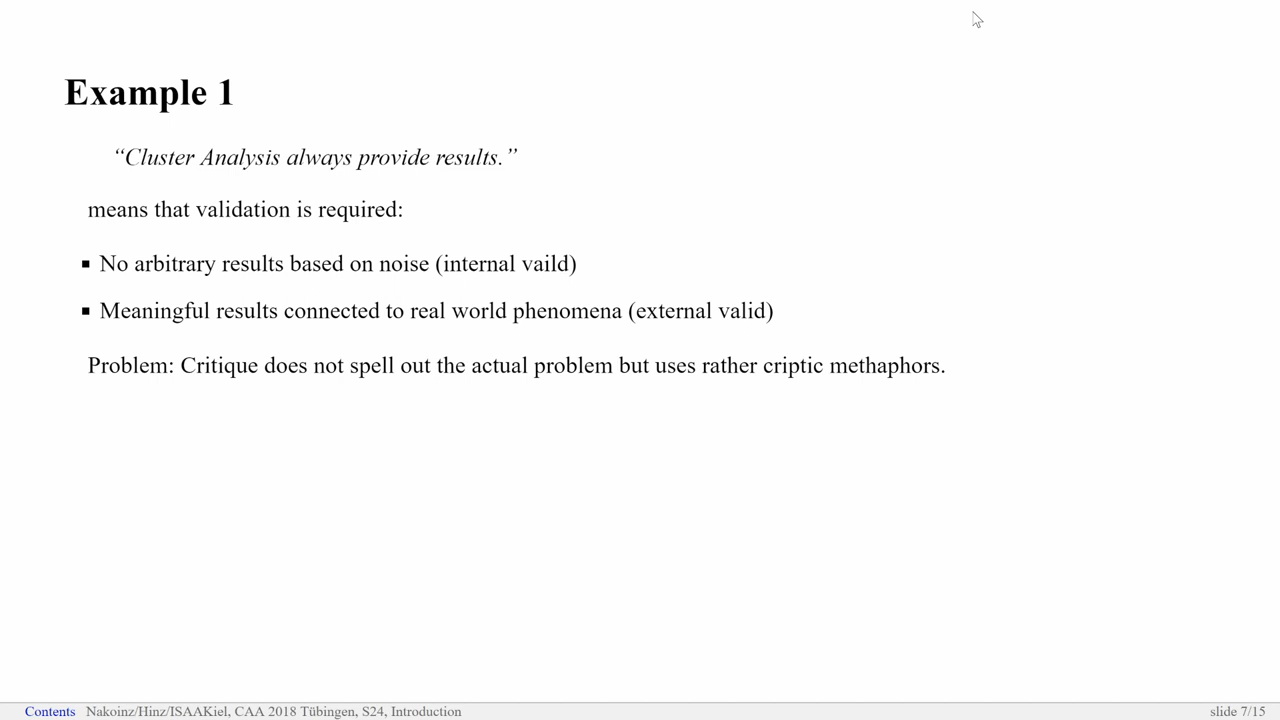 Example 1
“Cluster Analysis always provide results.”
means that validation is required:
▪ No arbitrary results based on noise (internal vaild)
▪ Meaningful results connected to real world phenomena (external valid)
Problem: Critique does not spell out the actual problem but uses rather criptic methaphors.
Contents Nakoinz/Hinz/ISAAKiel, CAA 2018 Tübingen, S24, Introduction slide 7/15